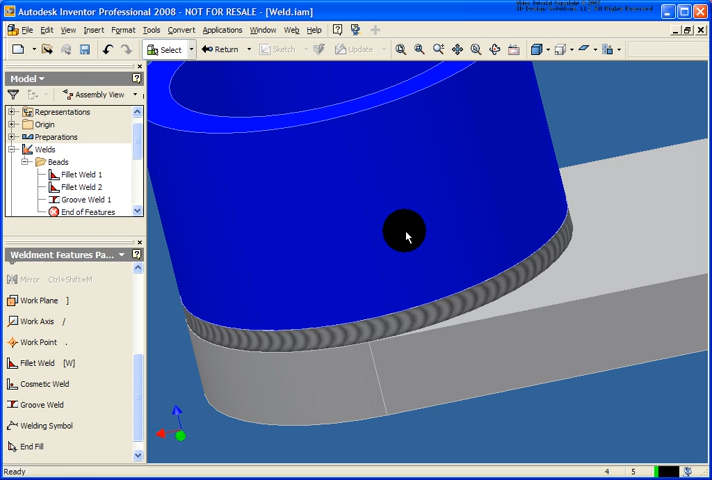 Autodesk Inventor Professional 2008 - NOT FOR RESALE - [Weld.iam]
File Edit View Insert Format Tools Convert Applications Window Web Help
Select Return Sketch Update
Model
Assembly View
Representations
Origin
Preparations
Welds
Beads
Fillet Weld 1
Fillet Weld 2
Groove Weld 1
End of Features
Weldment Features Pa...
Mirror Ctrl+Shift+M
Work Plane ]
Work Axis /
Work Point .
Fillet Weld [W]
Cosmetic Weld
Groove Weld
Welding Symbol
End Fill
Ready 4 5